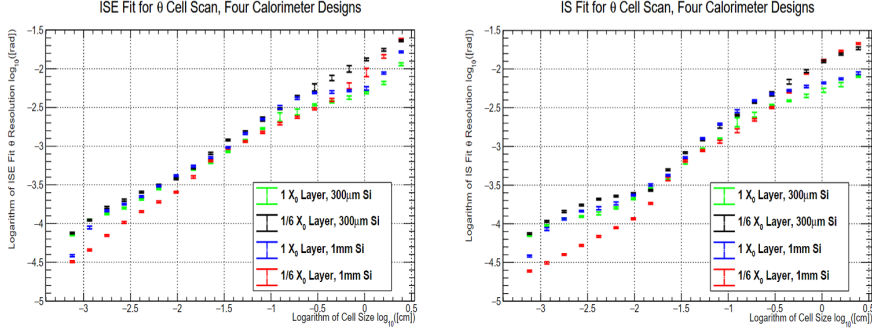 ISE Fit for θ Cell Scan, Four Calorimeter Designs
Logarithm of ISE Fit θ Resolution log₁₀([rad])
-1.5
-2
-2.5
-3
-3.5
-4
-4.5
-5
1 X₀ Layer, 300μm Si
1/6 X₀ Layer, 300μm Si
1 X₀ Layer, 1mm Si
1/6 X₀ Layer, 1mm Si
-3 -2.5 -2 -1.5 -1 -0.5 0 0.5
Logarithm of Cell Size log₁₀([cm])
IS Fit for θ Cell Scan, Four Calorimeter Designs
Logarithm of IS Fit θ Resolution log₁₀([rad])
-1.5
-2
-2.5
-3
-3.5
-4
-4.5
-5
1 X₀ Layer, 300μm Si
1/6 X₀ Layer, 300μm Si
1 X₀ Layer, 1mm Si
1/6 X₀ Layer, 1mm Si
-3 -2.5 -2 -1.5 -1 -0.5 0 0.5
Logarithm of Cell Size log₁₀([cm])